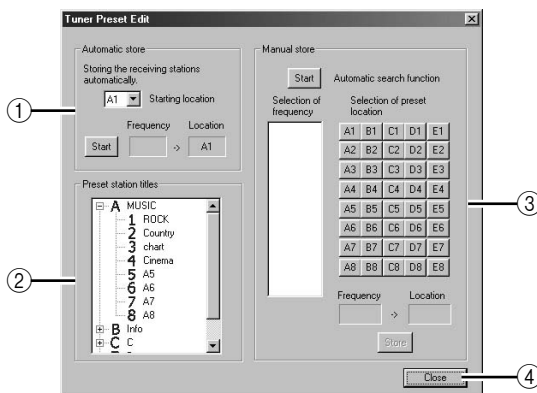 Tuner Preset Edit
Automatic store
Storing the receiving stations
automatically.
A1 Starting location
Frequency Location
Start -> A1
Preset station titles
A MUSIC
1 ROCK
2 Country
3 chart
4 Cinema
5 A5
6 A6
7 A7
8 A8
B Info
C C
Manual store
Start Automatic search function
Selection of
frequency
Selection of preset
location
A1 B1 C1 D1 E1
A2 B2 C2 D2 E2
A3 B3 C3 D3 E3
A4 B4 C4 D4 E4
A5 B5 C5 D5 E5
A6 B6 C6 D6 E6
A7 B7 C7 D7 E7
A8 B8 C8 D8 E8
Frequency Location
->
Store
Close
1
2
3
4